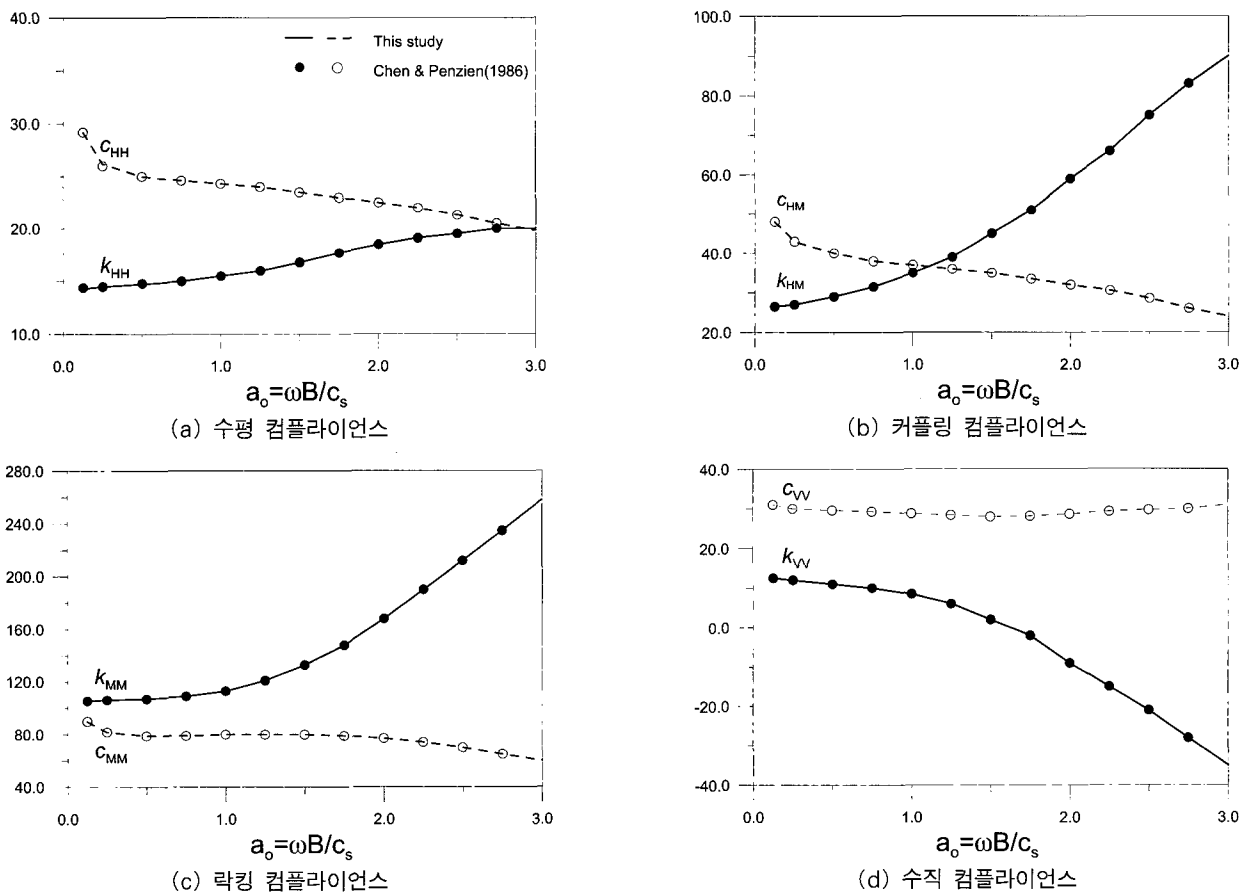 40.0
30.0
20.0
10.0
This study
Chen & Penzien(1986)
c_HH
k_HH
0.0 1.0 2.0 3.0
a_o=ωB/c_s
(a) 수평 컴플라이언스
100.0
80.0
60.0
40.0
20.0
c_HM
k_HM
0.0 1.0 2.0 3.0
a_o=ωB/c_s
(b) 커플링 컴플라이언스
280.0
240.0
200.0
160.0
120.0
80.0
40.0
k_MM
c_MM
0.0 1.0 2.0 3.0
a_o=ωB/c_s
(c) 락킹 컴플라이언스
40.0
20.0
0.0
-20.0
-40.0
c_VV
k_VV
0.0 1.0 2.0 3.0
a_o=ωB/c_s
(d) 수직 컴플라이언스